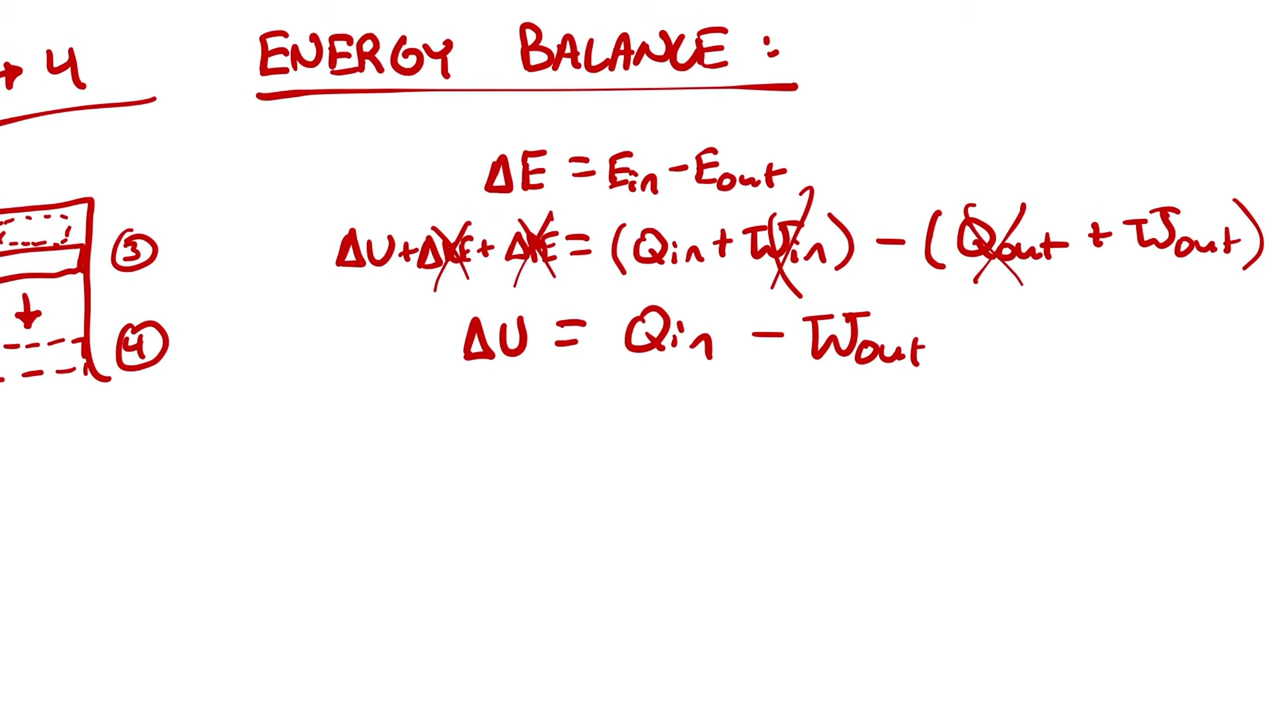 → 4
ENERGY BALANCE:
ΔE = Ein - Eout
ΔU + ΔKE + ΔPE = (Qin + Win) - (Qout + Wout)
ΔU = Qin - Wout
3
4